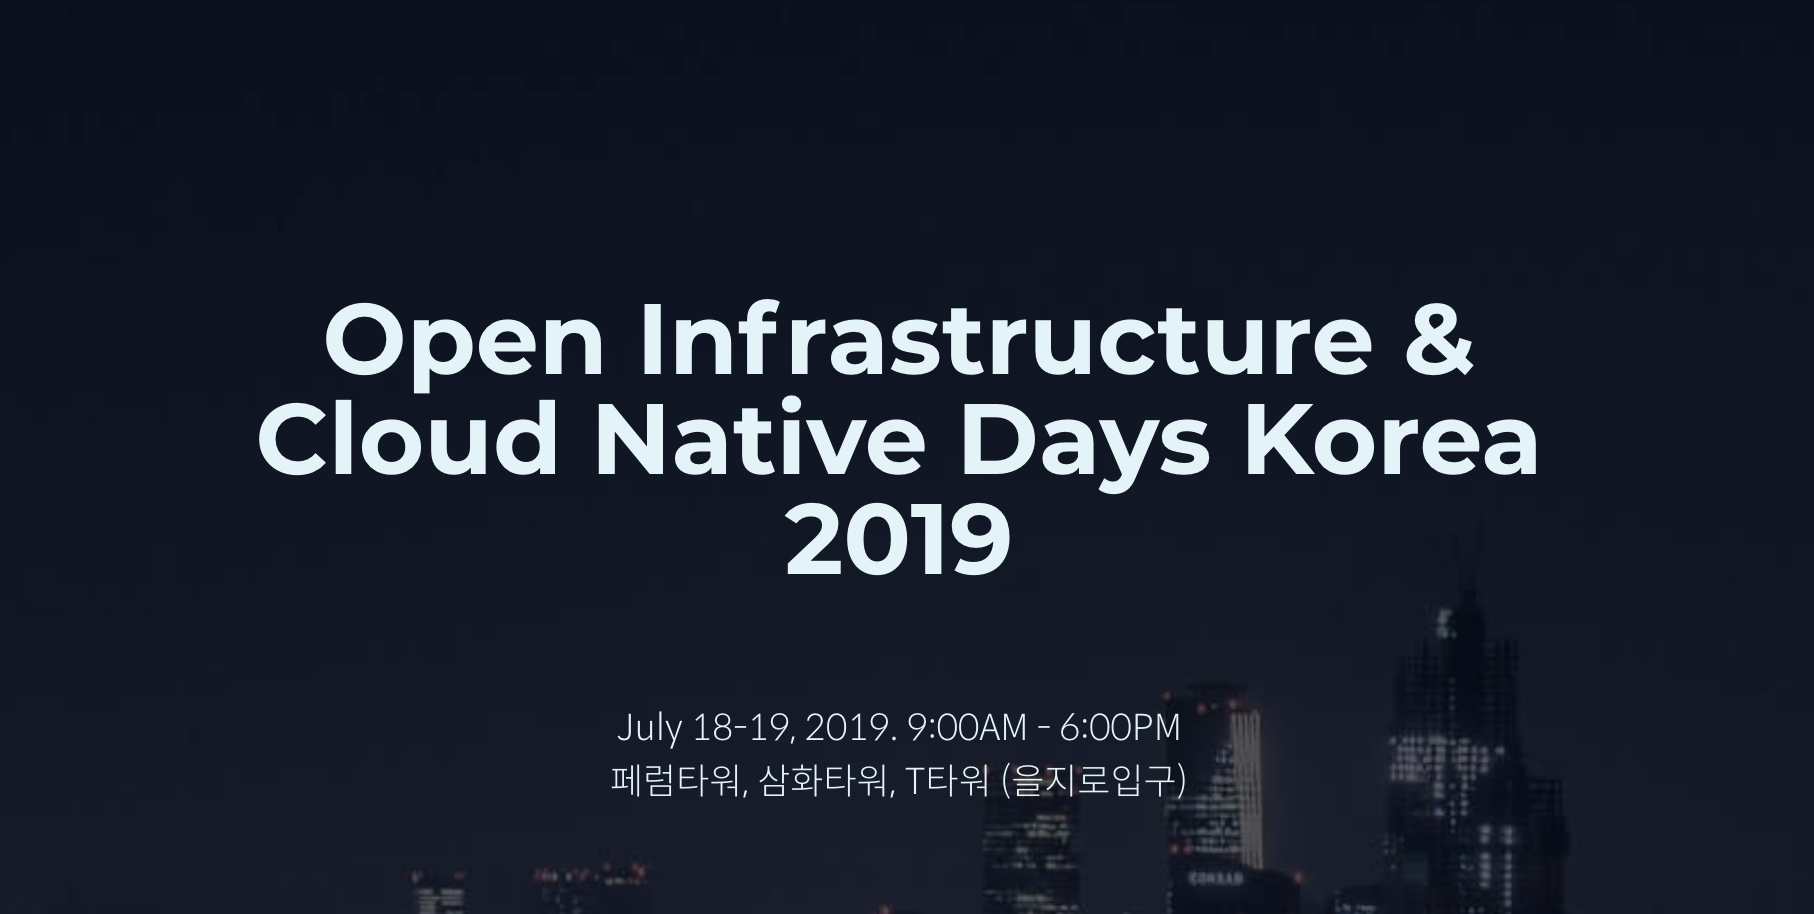 Open Infrastructure &
Cloud Native Days Korea
2019
July 18-19, 2019. 9:00AM - 6:00PM
페럼타워, 삼화타워, T타워 (을지로입구)
CONRAD